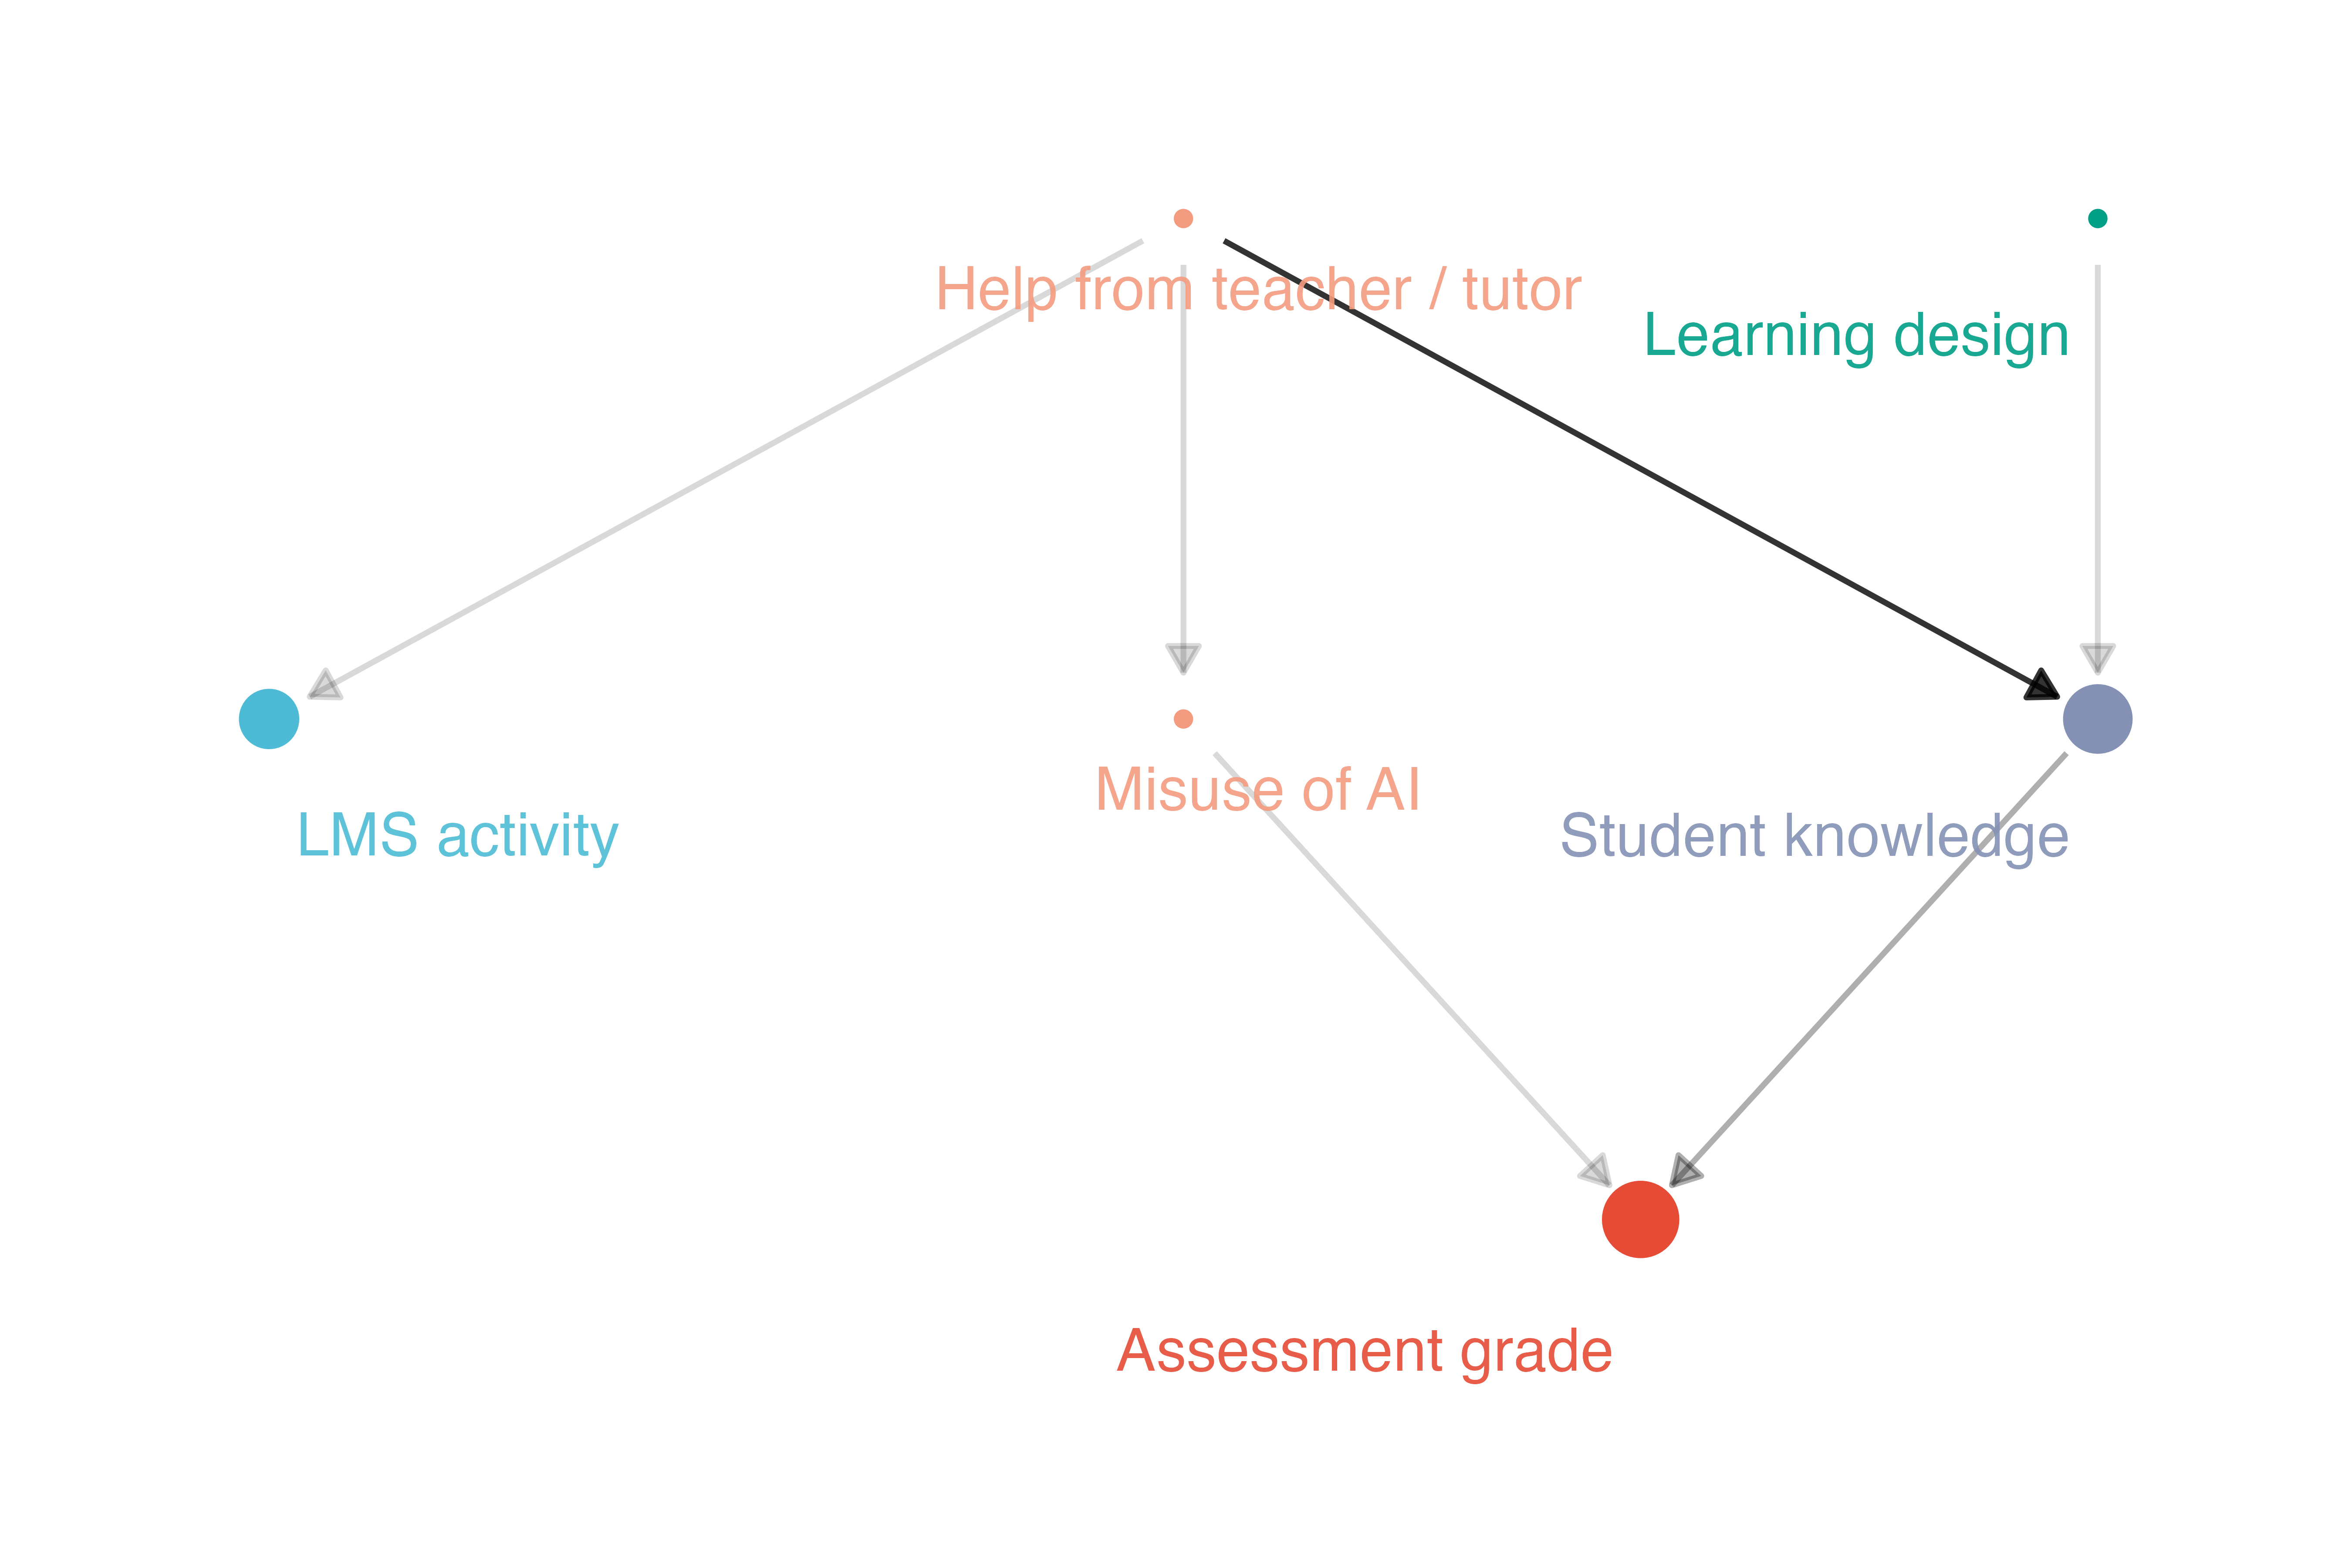 Help from teacher / tutor
Learning design
Misuse of AI
LMS activity
Student knowledge
Assessment grade